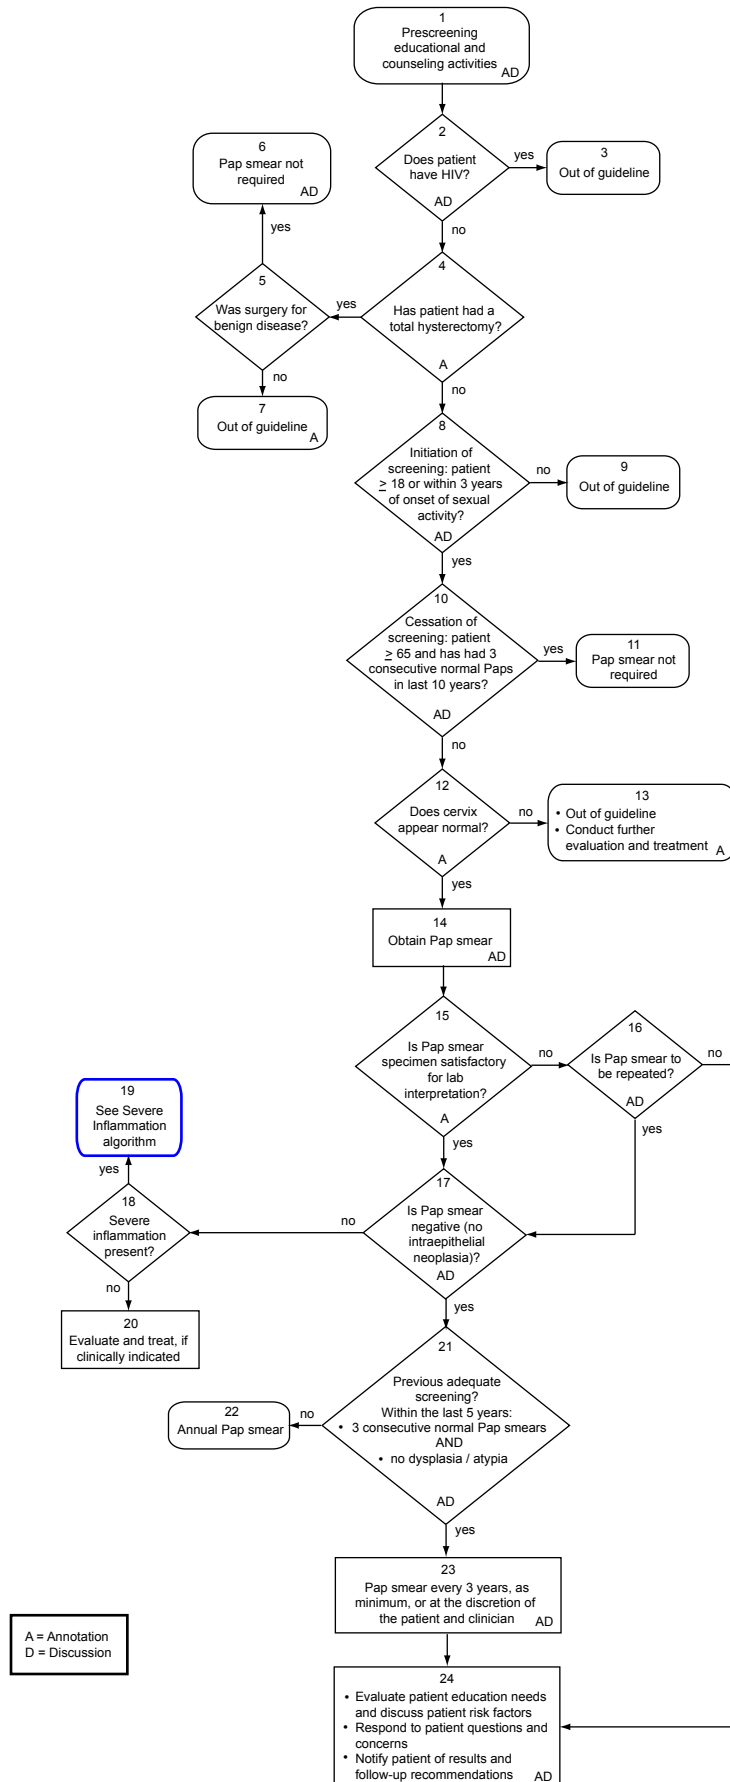 1
Prescreening
educational and
counseling activities
AD
2
Does patient
have HIV?
AD
yes
no
3
Out of guideline
4
Has patient had a
total hysterectomy?
A
yes
no
5
Was surgery for
benign disease?
yes
no
6
Pap smear not
required
AD
7
Out of guideline
A
8
Initiation of
screening: patient
≥ 18 or within 3 years
of onset of sexual
activity?
AD
no
yes
9
Out of guideline
10
Cessation of
screening: patient
≥ 65 and has had 3
consecutive normal Paps
in last 10 years?
AD
yes
no
11
Pap smear not
required
12
Does cervix
appear normal?
A
no
yes
13
• Out of guideline
• Conduct further
evaluation and treatment
A
14
Obtain Pap smear
AD
15
Is Pap smear
specimen satisfactory
for lab
interpretation?
A
no
yes
16
Is Pap smear to
be repeated?
AD
no
yes
17
Is Pap smear
negative (no
intraepithelial
neoplasia)?
AD
no
yes
18
Severe
inflammation
present?
yes
no
19
See Severe
Inflammation
algorithm
20
Evaluate and treat, if
clinically indicated
21
Previous adequate
screening?
Within the last 5 years:
• 3 consecutive normal Pap smears
AND
• no dysplasia / atypia
AD
no
yes
22
Annual Pap smear
23
Pap smear every 3 years, as
minimum, or at the discretion of
the patient and clinician
AD
24
• Evaluate patient education needs
and discuss patient risk factors
• Respond to patient questions and
concerns
• Notify patient of results and
follow-up recommendations
AD
A = Annotation
D = Discussion